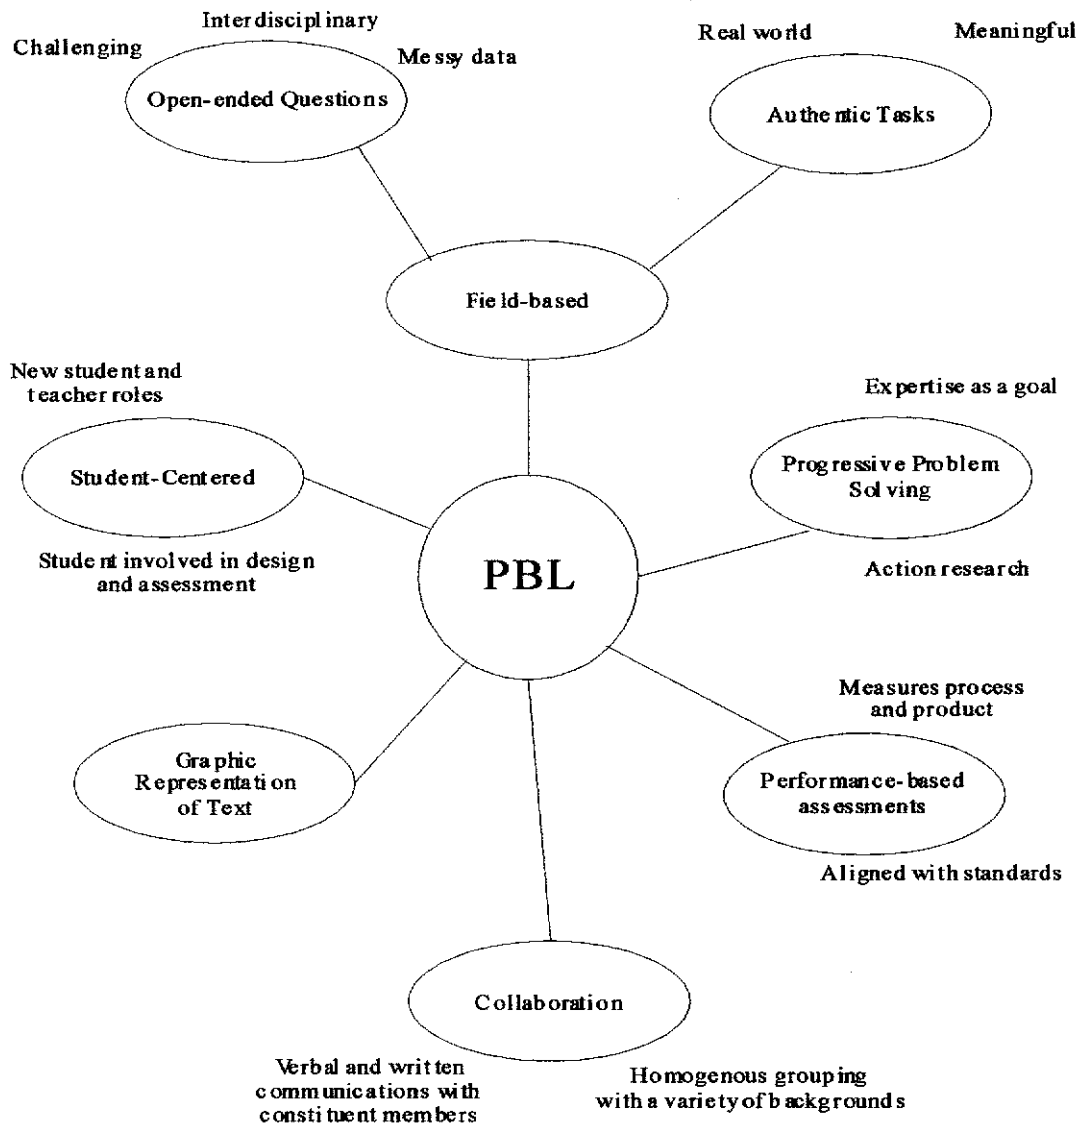 Interdisciplinary
Challenging
Messy data
Open-ended Questions
Real world
Meaningful
Authentic Tasks
Field-based
New student and
teacher roles
Student-Centered
Student involved in design
and assessment
Expertise as a goal
Progressive Problem
Solving
Action research
PBL
Measures process
and product
Performance-based
assessments
Aligned with standards
Graphic
Representation
of Text
Collaboration
Verbal and written
communications with
constituent members
Homogenous grouping
with a variety of backgrounds